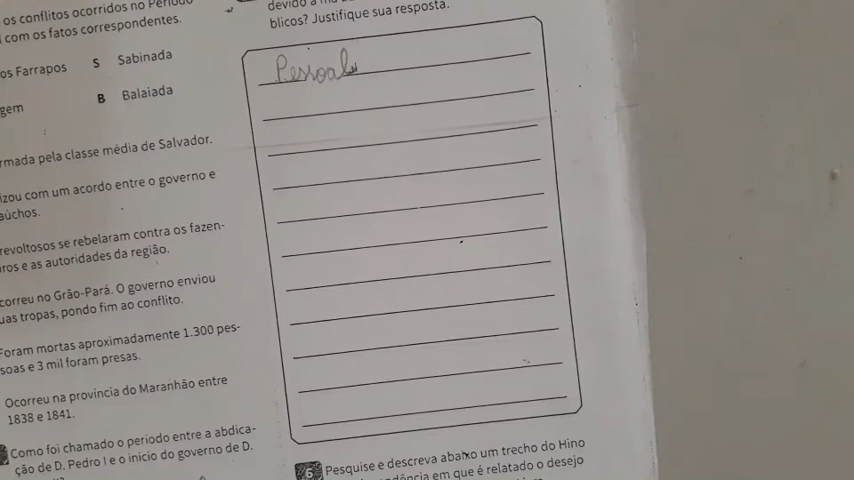 os conflitos ocorridos no Período
com os fatos correspondentes.
os Farrapos S Sabinada
gem B Balaiada
rmada pela classe média de Salvador.
izou com um acordo entre o governo e
aúchos.
revoltosos se rebelaram contra os fazen-
iros e as autoridades da região.
correu no Grão-Pará. O governo enviou
uas tropas, pondo fim ao conflito.
Foram mortas aproximadamente 1.300 pes-
soas e 3 mil foram presas.
Ocorreu na província do Maranhão entre
1838 e 1841.
Como foi chamado o período entre a abdica-
ção de D. Pedro I e o início do governo de D.
devido à má
blicos? Justifique sua resposta.
Pessoal
6 Pesquise e descreva abaixo um trecho do Hino
em que é relatado o desejo